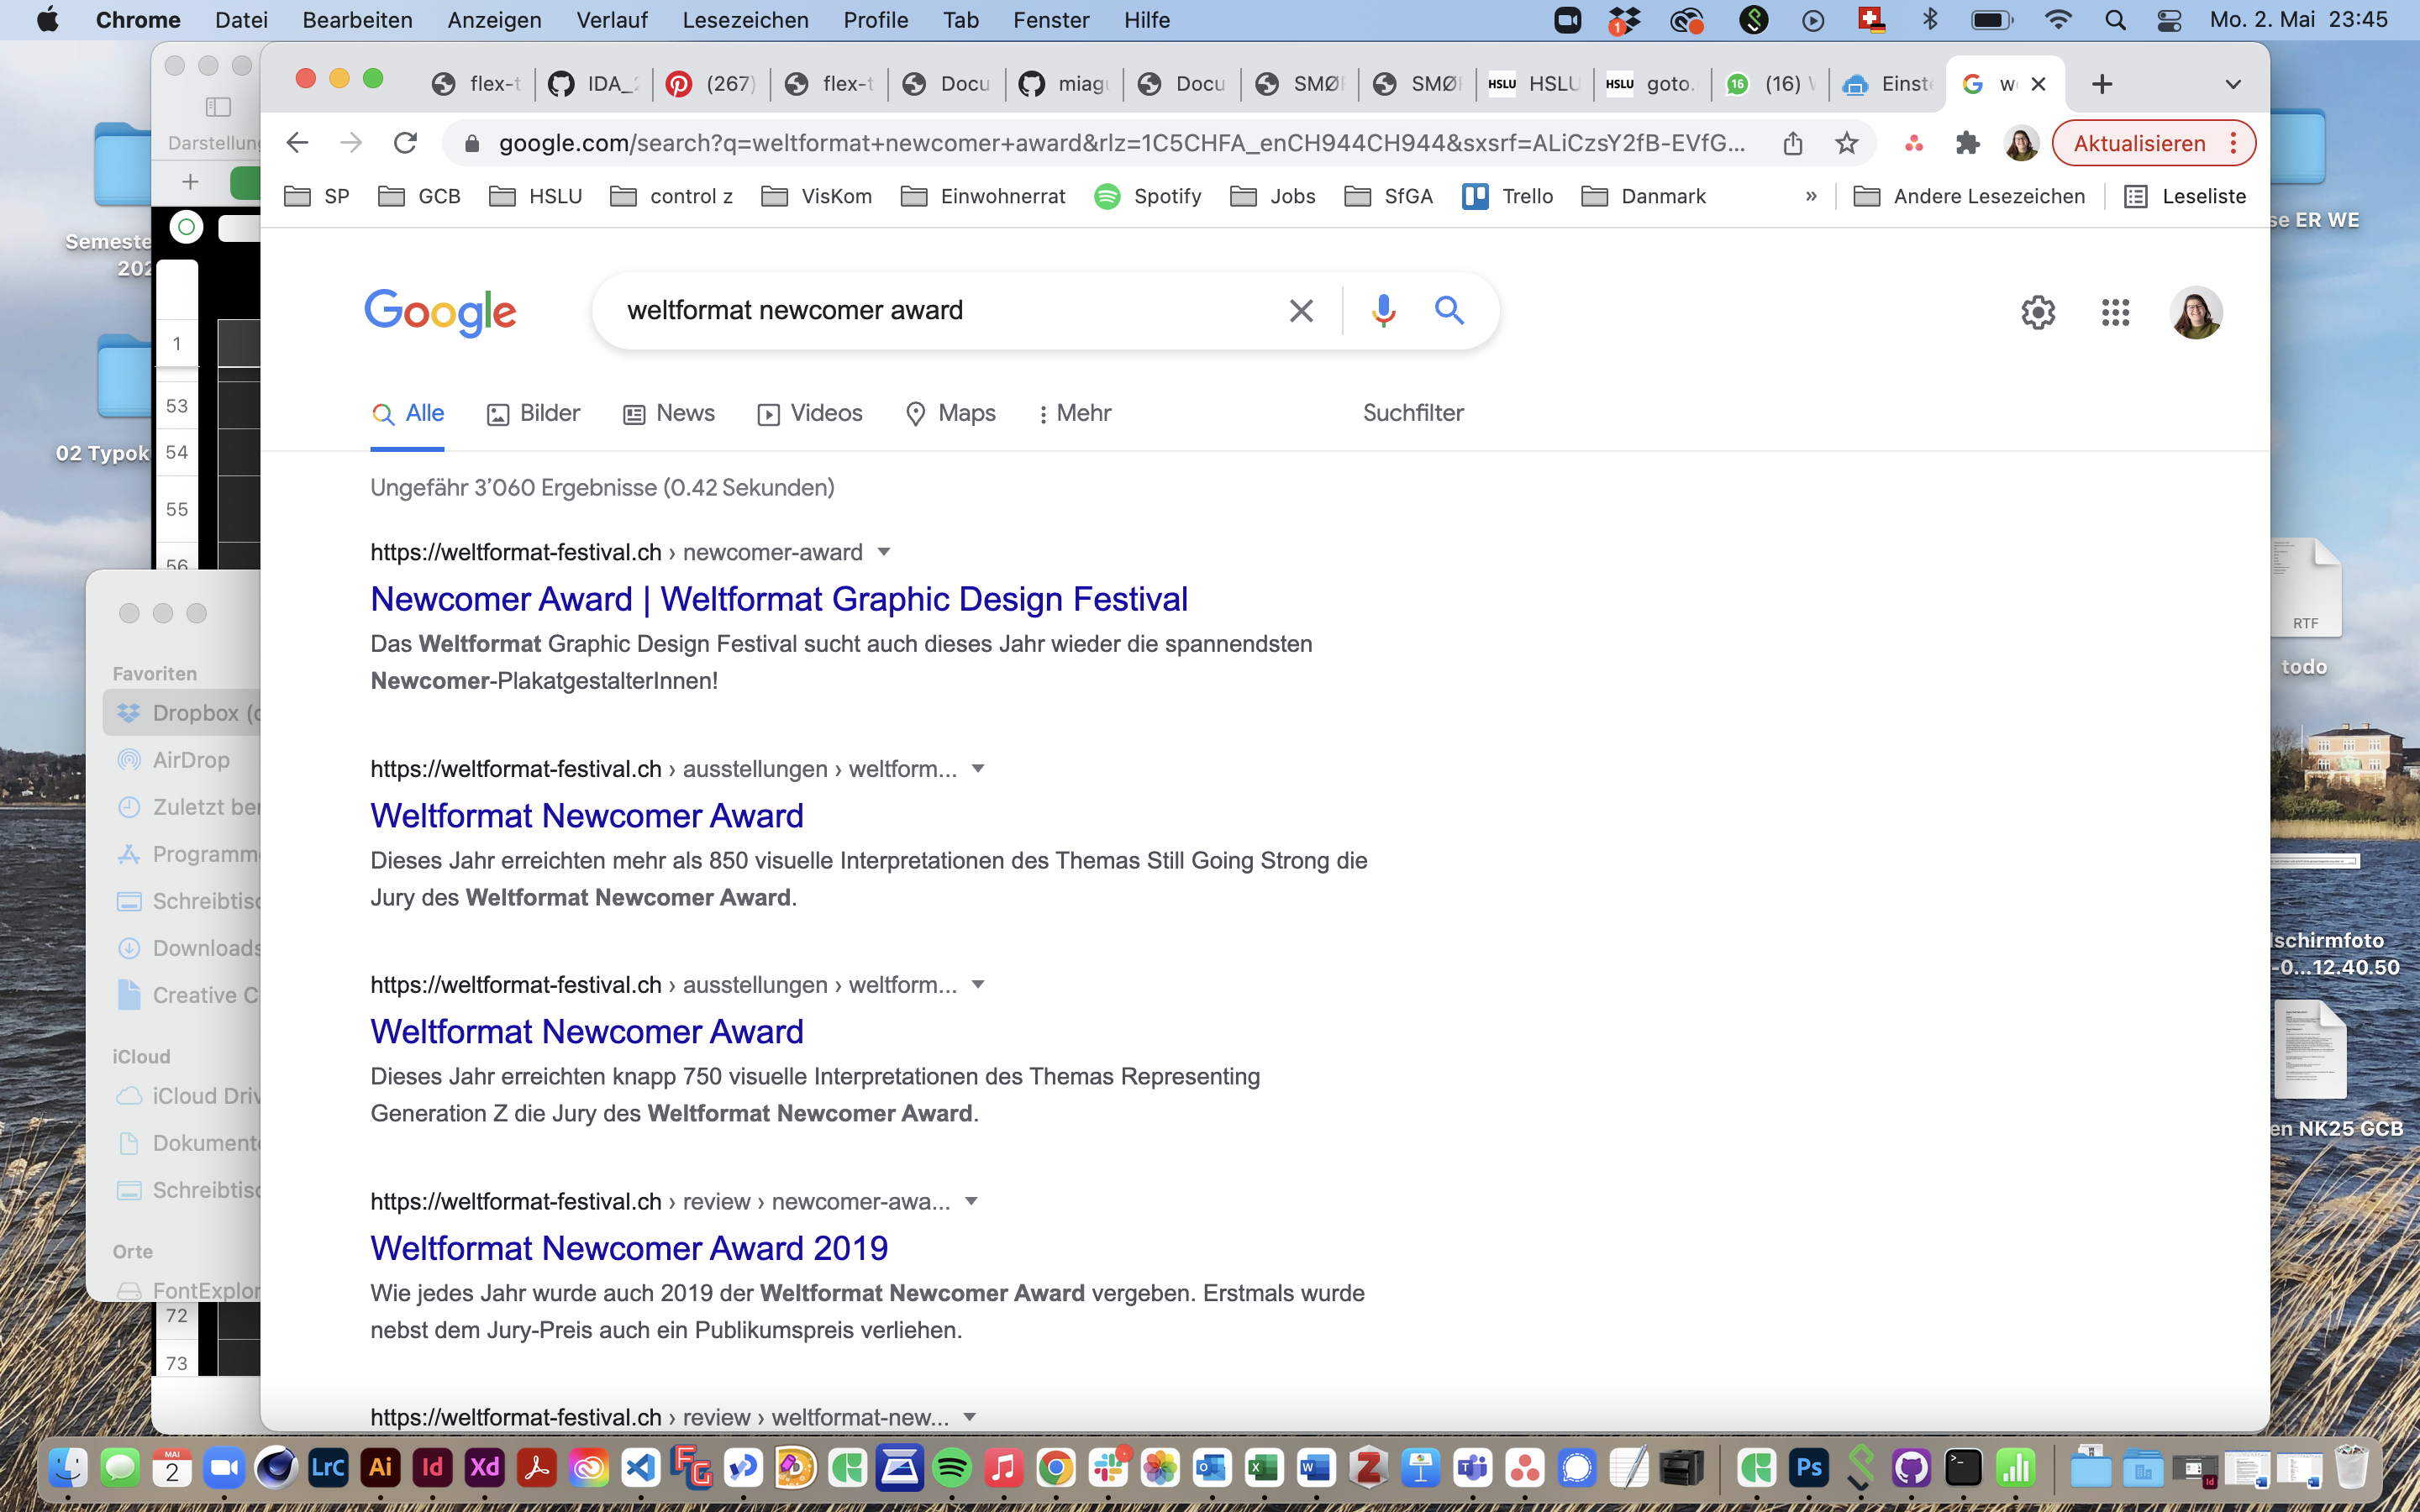 Chrome Datei Bearbeiten Anzeigen Verlauf Lesezeichen Profile Tab Fenster Hilfe
1
Mo. 2. Mai 23:45
flex-t
IDA_2
(267)
flex-t
Docu
miagu
Docu
SMØ
SMØ
HSLU HSLU
HSLU goto.
16 (16)
Einste
w
google.com/search?q=weltformat+newcomer+award&rlz=1C5CHFA_enCH944CH944&sxsrf=ALiCzsY2fB-EVfG...
Aktualisieren
SP GCB HSLU control z VisKom Einwohnerrat Spotify Jobs SfGA Trello Danmark » Andere Lesezeichen Leseliste
Google
weltformat newcomer award
Alle Bilder News Videos Maps Mehr Suchfilter
Ungefähr 3’060 Ergebnisse (0.42 Sekunden)
https://weltformat-festival.ch › newcomer-award
Newcomer Award | Weltformat Graphic Design Festival
Das Weltformat Graphic Design Festival sucht auch dieses Jahr wieder die spannendsten
Newcomer-PlakatgestalterInnen!
https://weltformat-festival.ch › ausstellungen › weltform...
Weltformat Newcomer Award
Dieses Jahr erreichten mehr als 850 visuelle Interpretationen des Themas Still Going Strong die
Jury des Weltformat Newcomer Award.
https://weltformat-festival.ch › ausstellungen › weltform...
Weltformat Newcomer Award
Dieses Jahr erreichten knapp 750 visuelle Interpretationen des Themas Representing
Generation Z die Jury des Weltformat Newcomer Award.
https://weltformat-festival.ch › review › newcomer-awa...
Weltformat Newcomer Award 2019
Wie jedes Jahr wurde auch 2019 der Weltformat Newcomer Award vergeben. Erstmals wurde
nebst dem Jury-Preis auch ein Publikumspreis verliehen.
https://weltformat-festival.ch › review › weltformat-new...
Semeste
202
02 Typok
Darstellung
1
53
54
55
56
72
73
Favoriten
Dropbox (c
AirDrop
Zuletzt ber
Programm
Schreibtisc
Downloads
Creative C
iCloud
iCloud Driv
Dokumente
Schreibtisc
Orte
FontExplor
se ER WE
RTF
todo
lschirmfoto
-0...12.40.50
en NK25 GCB
MAI
2
LrC
Ai
Id
Xd
FG
Ps